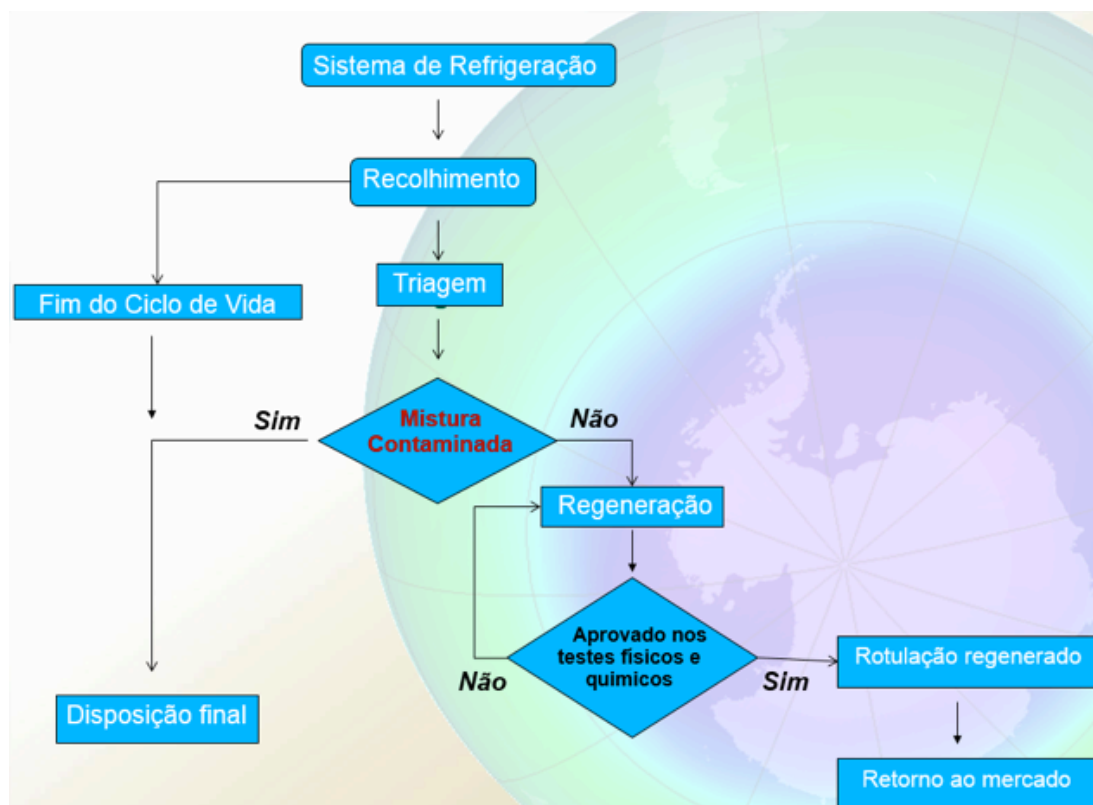 Sistema de Refrigeração
Recolhimento
Triagem
Fim do Ciclo de Vida
Sim
Mistura
Contaminada
Não
Regeneração
Aprovado nos
testes físicos e
quimicos
Não
Sim
Rotulação regenerado
Disposição final
Retorno ao mercado